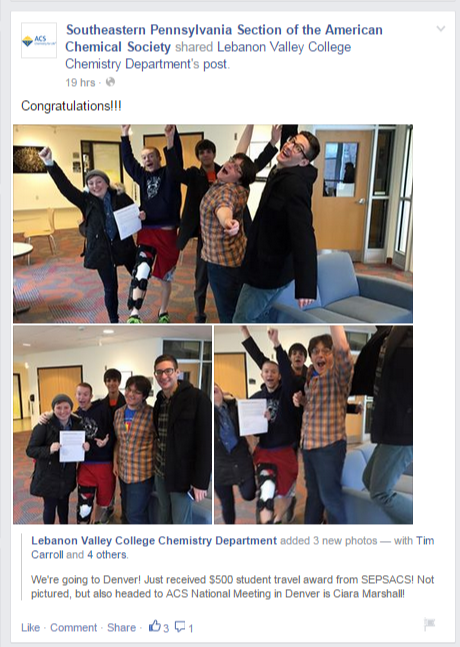 ACS
Southeastern Pennsylvania Section of the American
Chemical Society shared Lebanon Valley College
Chemistry Department's post.
19 hrs ·
Congratulations!!!
Lebanon Valley College Chemistry Department added 3 new photos — with Tim
Carroll and 4 others.
We're going to Denver! Just received $500 student travel award from SEPSACS! Not
pictured, but also headed to ACS National Meeting in Denver is Ciara Marshall!
Like · Comment · Share · 3 1